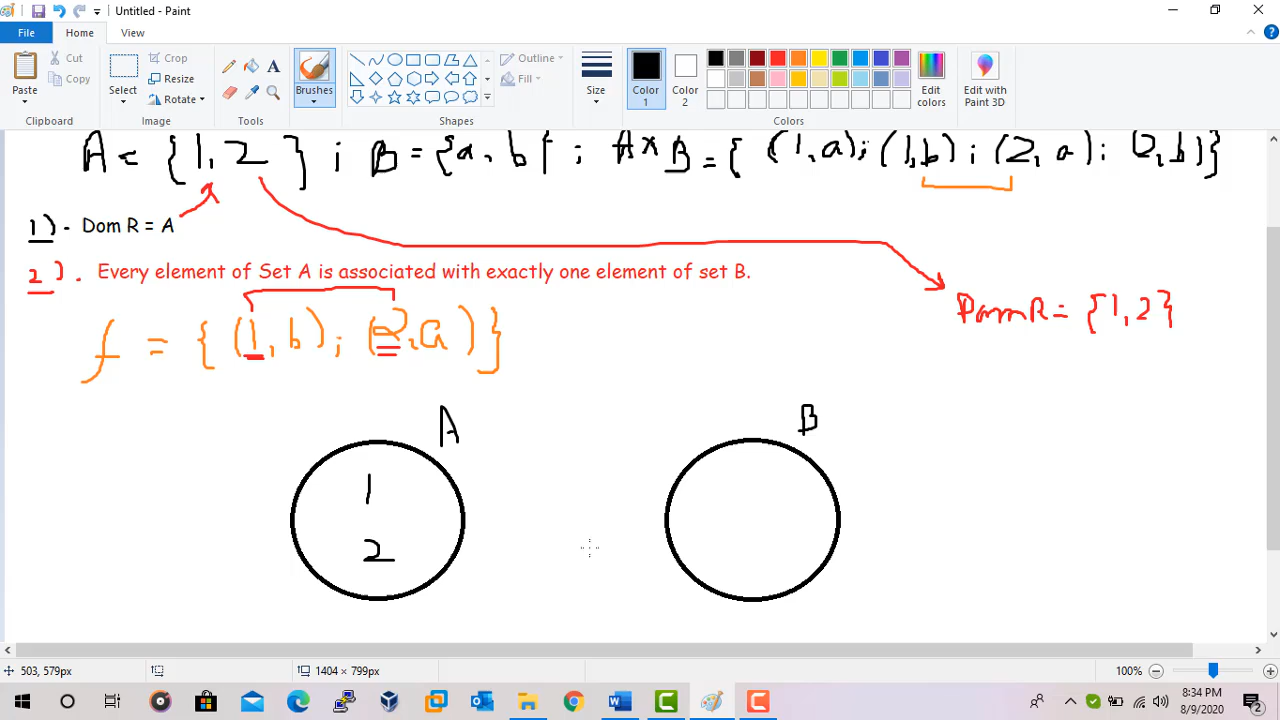 Untitled - Paint
File Home View
Paste Cut Copy Clipboard
Select Crop Resize Rotate Image
Tools
Brushes
Shapes Outline Fill
Size
Color 1 Color 2 Colors Edit colors Edit with Paint 3D
A = {1, 2 } ; B = {a, b} ; A x B = { (1, a); (1, b) ; (2, a) ; (2, b)}
1) - Dom R = A
2) . Every element of Set A is associated with exactly one element of set B.
Dom R = {1, 2}
f = { (1, b) ; (2, a) }
A B
1
2
503, 579px 1404 × 799px 100%
8:34 PM
8/9/2020
2